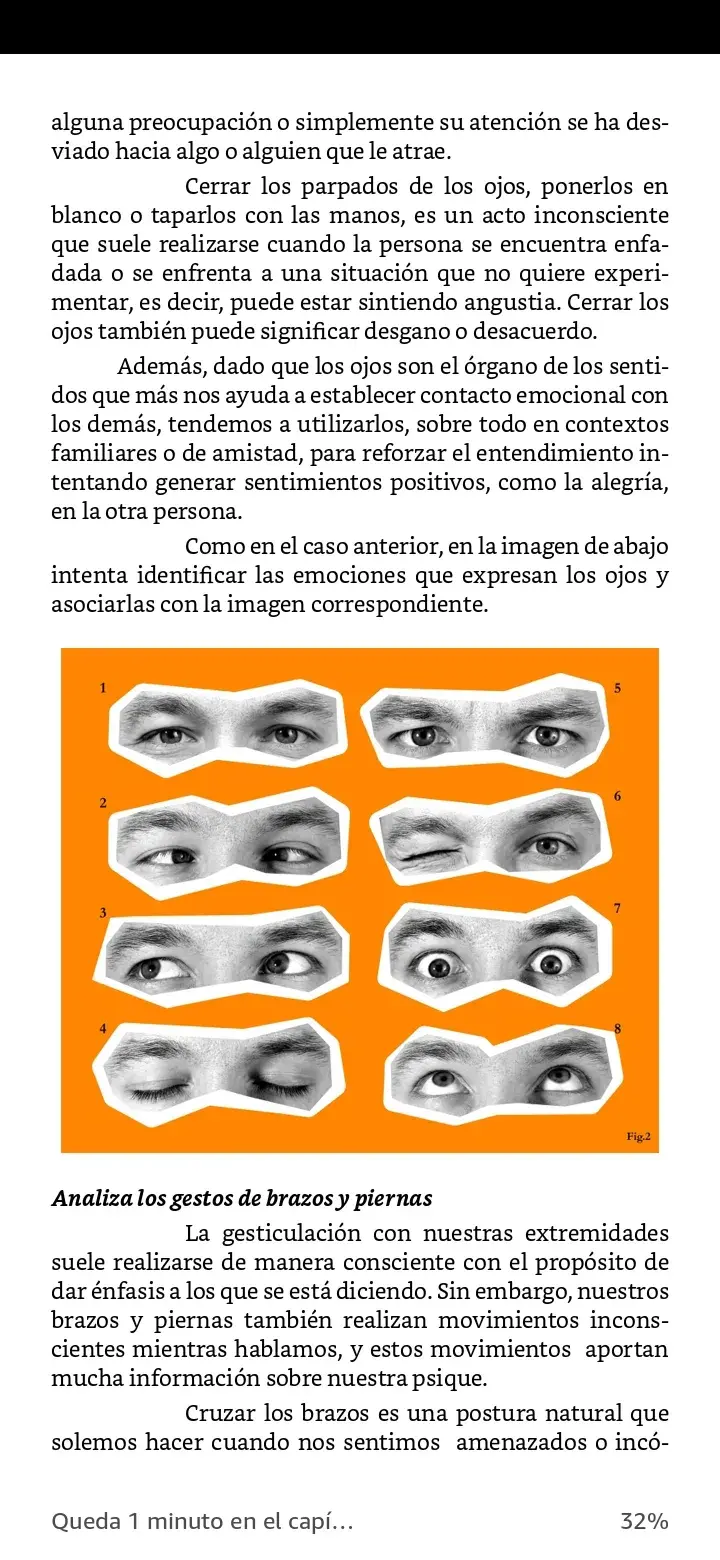 alguna preocupación o simplemente su atención se ha des-
viado hacia algo o alguien que le atrae.
Cerrar los parpados de los ojos, ponerlos en
blanco o taparlos con las manos, es un acto inconsciente
que suele realizarse cuando la persona se encuentra enfa-
dada o se enfrenta a una situación que no quiere experi-
mentar, es decir, puede estar sintiendo angustia. Cerrar los
ojos también puede significar desgano o desacuerdo.
Además, dado que los ojos son el órgano de los senti-
dos que más nos ayuda a establecer contacto emocional con
los demás, tendemos a utilizarlos, sobre todo en contextos
familiares o de amistad, para reforzar el entendimiento in-
tentando generar sentimientos positivos, como la alegría,
en la otra persona.
Como en el caso anterior, en la imagen de abajo
intenta identificar las emociones que expresan los ojos y
asociarlas con la imagen correspondiente.
1
5
2
6
3
7
4
8
Fig.2
Analiza los gestos de brazos y piernas
La gesticulación con nuestras extremidades
suele realizarse de manera consciente con el propósito de
dar énfasis a los que se está diciendo. Sin embargo, nuestros
brazos y piernas también realizan movimientos incons-
cientes mientras hablamos, y estos movimientos aportan
mucha información sobre nuestra psique.
Cruzar los brazos es una postura natural que
solemos hacer cuando nos sentimos amenazados o incó-
Queda 1 minuto en el capí... 32%